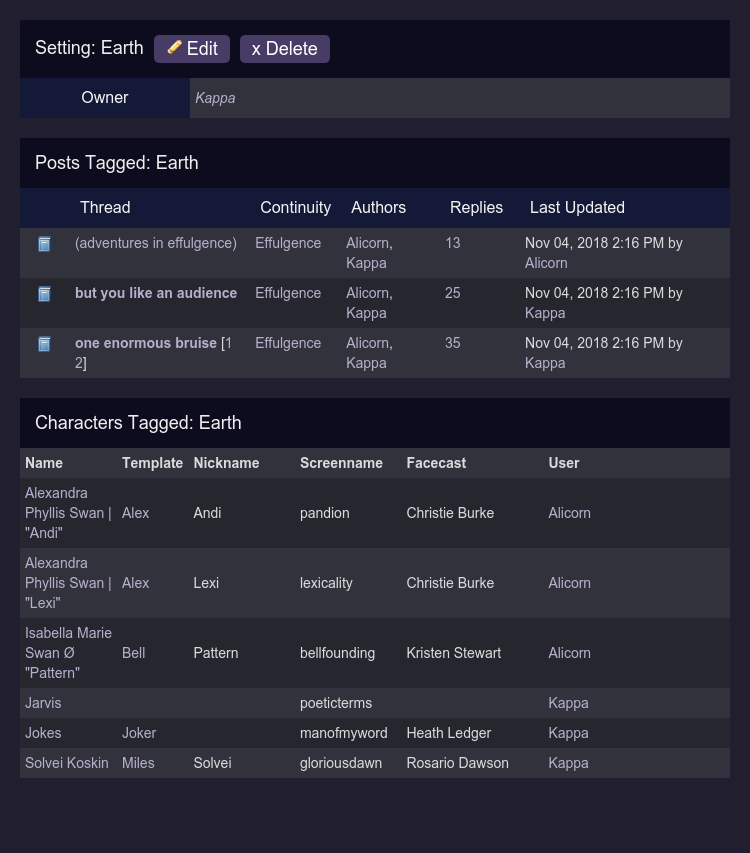 Setting: Earth Edit x Delete
Owner Kappa
Posts Tagged: Earth
Thread Continuity Authors Replies Last Updated
(adventures in effulgence) Effulgence Alicorn, 13 Nov 04, 2018 2:16 PM by
Kappa Alicorn
but you like an audience Effulgence Alicorn, 25 Nov 04, 2018 2:16 PM by
Kappa Kappa
one enormous bruise [1 Effulgence Alicorn, 35 Nov 04, 2018 2:16 PM by
2] Kappa Kappa
Characters Tagged: Earth
Name Template Nickname Screenname Facecast User
Alexandra
Phyllis Swan | Alex Andi pandion Christie Burke Alicorn
"Andi"
Alexandra
Phyllis Swan | Alex Lexi lexicality Christie Burke Alicorn
"Lexi"
Isabella Marie
Swan Ø Bell Pattern bellfounding Kristen Stewart Alicorn
"Pattern"
Jarvis poeticterms Kappa
Jokes Joker manofmyword Heath Ledger Kappa
Solvei Koskin Miles Solvei gloriousdawn Rosario Dawson Kappa